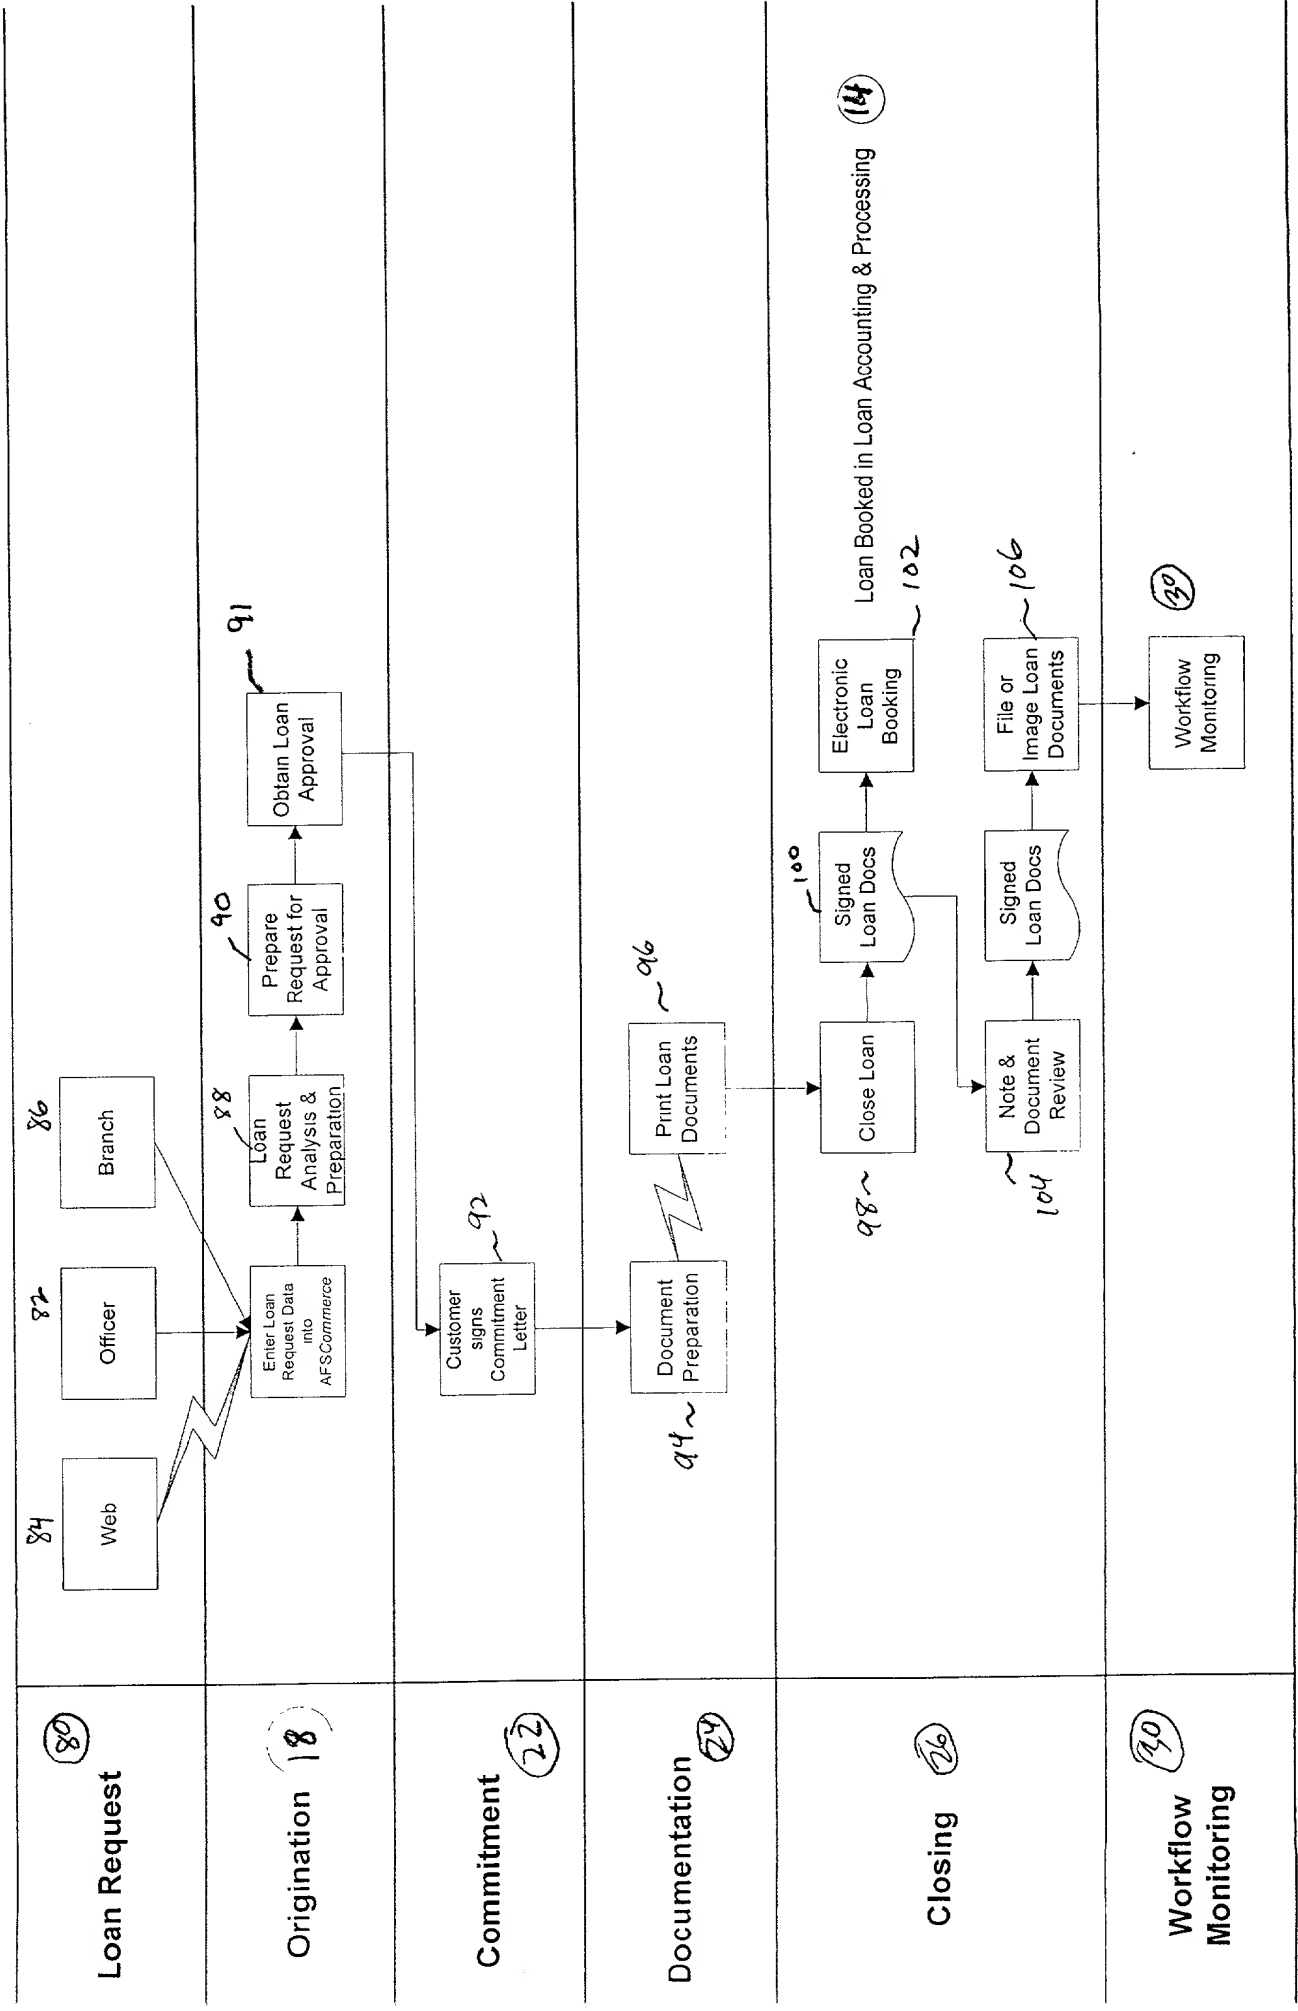 Loan Request
80
84
Web
82
Officer
86
Branch
Origination
18
Enter Loan
Request Data
into
AFSCommerce
88
Loan
Request
Analysis &
Preparation
90
Prepare
Request for
Approval
91
Obtain Loan
Approval
Commitment
22
Customer
signs
Commitment
Letter
92
Documentation
24
94
Document
Preparation
Print Loan
Documents
96
Closing
26
98
Close Loan
100
Signed
Loan Docs
Electronic
Loan
Booking
102
Loan Booked in Loan Accounting & Processing
14
104
Note &
Document
Review
Signed
Loan Docs
File or
Image Loan
Documents
106
Workflow
Monitoring
30
Workflow
Monitoring
30